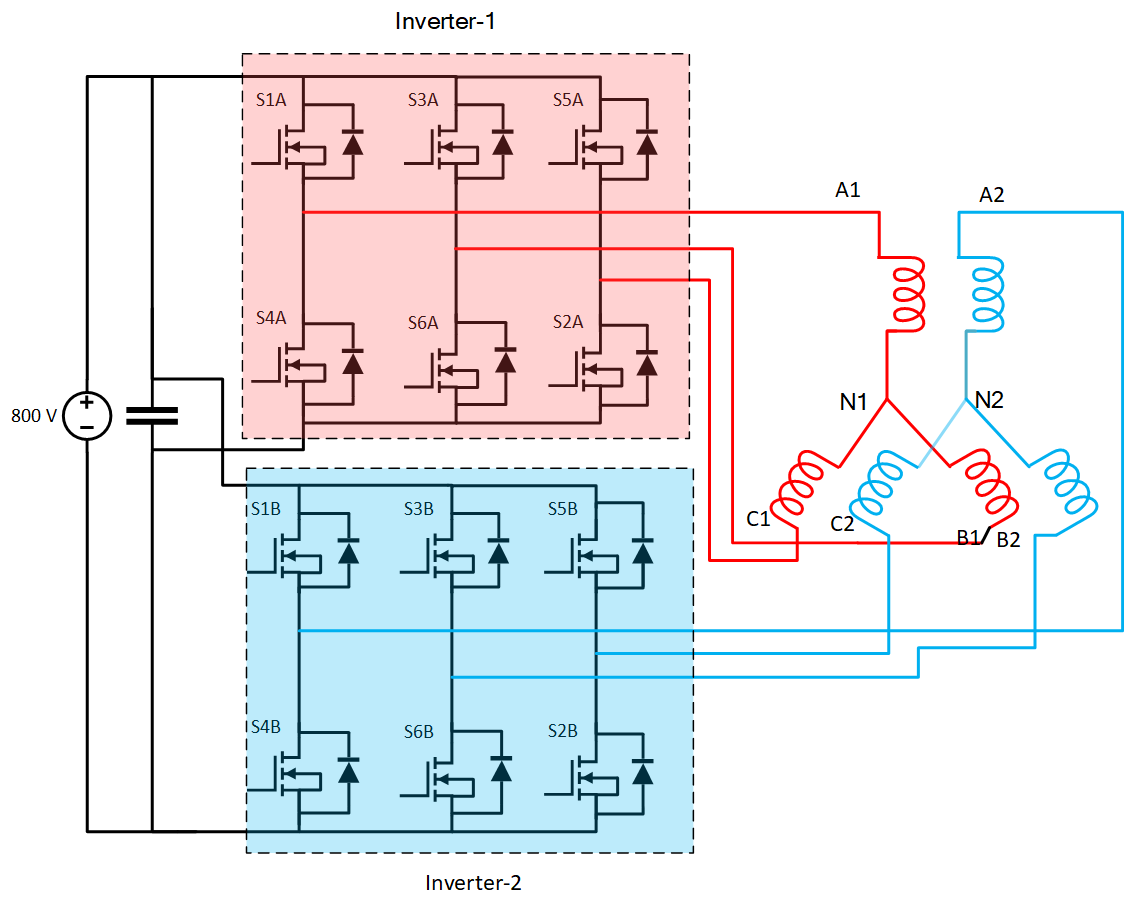 Inverter-1
S1A
S3A
S5A
A1
A2
S4A
S6A
S2A
800 V
N1
N2
S1B
S3B
S5B
C1
C2
B1
B2
S4B
S6B
S2B
Inverter-2